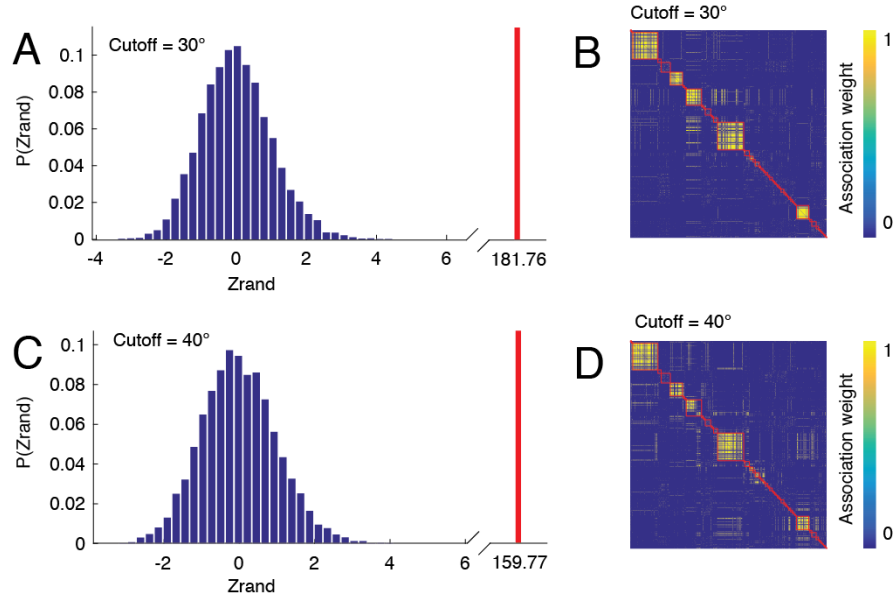 A
Cutoff = 30°
P(Zrand)
0.1
0.08
0.06
0.04
0.02
0
-4
-2
0
2
4
6
181.76
Zrand
B
Cutoff = 30°
1
0
Association weight
C
Cutoff = 40°
P(Zrand)
0.1
0.08
0.06
0.04
0.02
0
-2
0
2
4
6
159.77
Zrand
D
Cutoff = 40°
1
0
Association weight